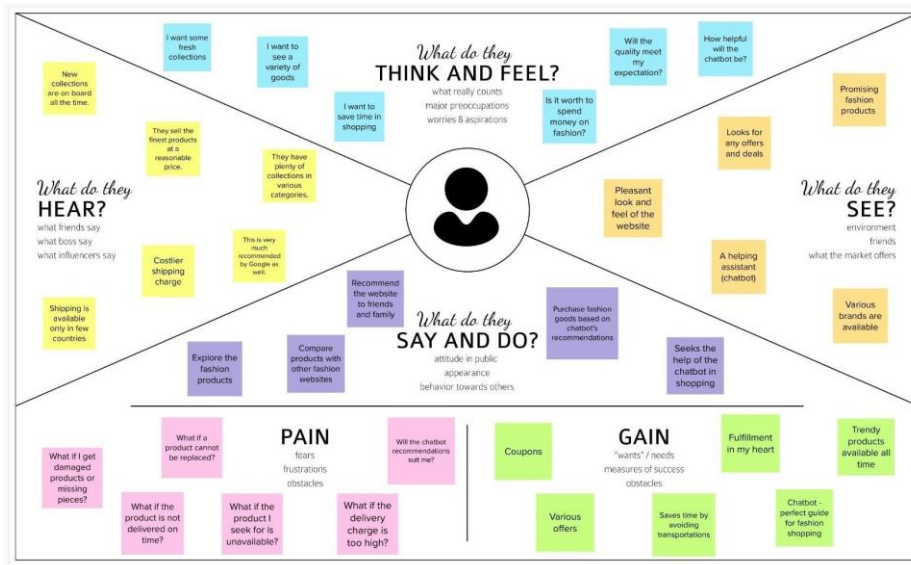 What do they
THINK AND FEEL?
what really counts
major preoccupations
worries & aspirations
I want some
fresh
collections
I want to
see a
variety of
goods
I want to
save time in
shopping
Will the
quality meet
my
expectation?
How helpful
will the
chatbot be?
Is it worth to
spend
money on
fashion?
What do they
HEAR?
what friends say
what boss say
what influencers say
New
collections
are on board
all the time.
They sell the
finest products
at a
reasonable
price.
They have
plenty of
collections in
various
categories.
This is very
much
recommended
by Google as
well.
Costlier
shipping
charge
Shipping is
available
only in few
countries
What do they
SEE?
environment
friends
what the market offers
Promising
fashion
products
Looks for
any offers
and deals
Pleasant
look and
feel of the
website
A helping
assistant
(chatbot)
Various
brands are
available
What do they
SAY AND DO?
attitude in public
appearance
behavior towards others
Recommend
the website
to friends
and family
Explore the
fashion
products
Compare
products with
other fashion
websites
Purchase fashion
goods based on
chatbot's
recommendations
Seeks the
help of the
chatbot in
shopping
PAIN
fears
frustrations
obstacles
What if I get
damaged
products or
missing
pieces?
What if a
product cannot
be replaced?
Will the chatbot
recommendations
suit me?
What if
the product
is not
delivered on
time?
What if the
product I
seek for is
unavailable?
What if the
delivery
charge is
too high?
GAIN
"wants" / needs
measures of success
obstacles
Coupons
Various
offers
Saves time by
avoiding
transportations
Fulfillment
in my heart
Trendy
products
available all
time
Chatbot -
perfect guide
for fashion
shopping